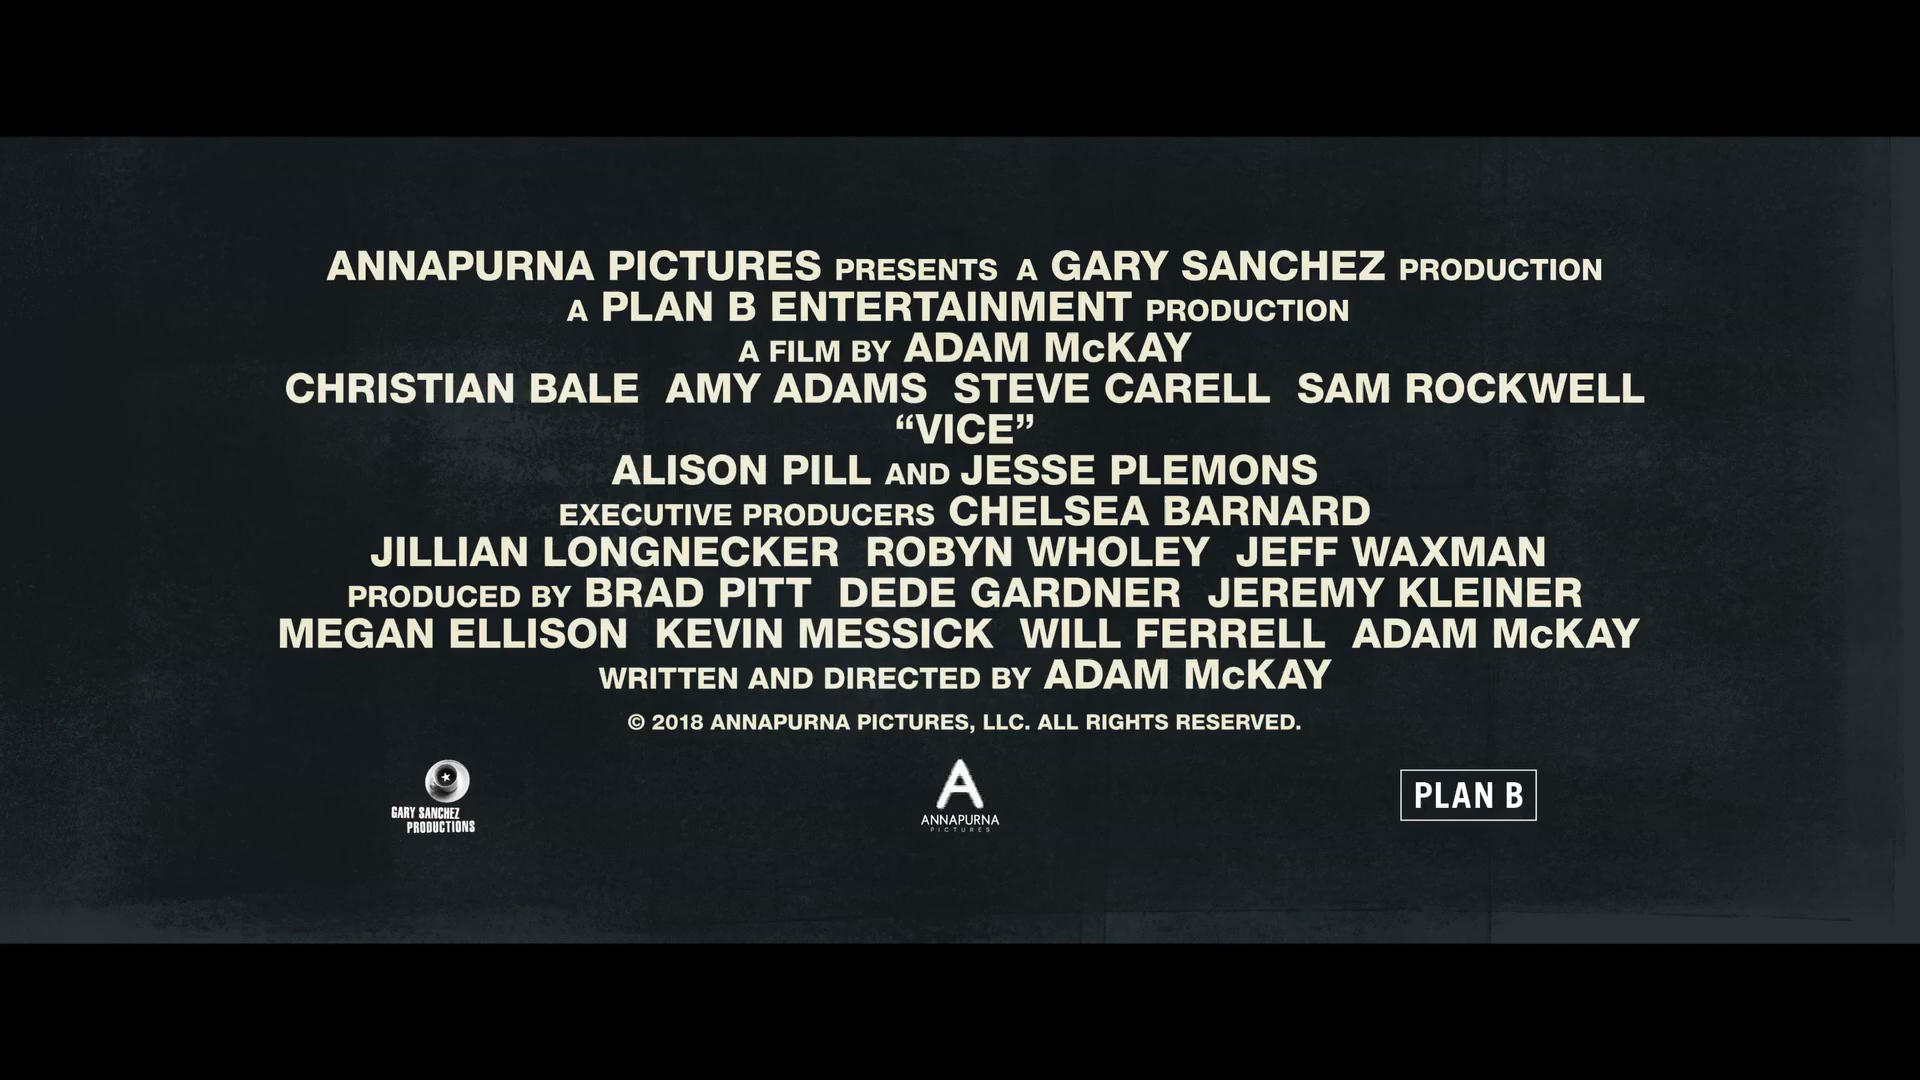 ANNAPURNA PICTURES PRESENTS A GARY SANCHEZ PRODUCTION
A PLAN B ENTERTAINMENT PRODUCTION
A FILM BY ADAM McKAY
CHRISTIAN BALE AMY ADAMS STEVE CARELL SAM ROCKWELL
“VICE”
ALISON PILL AND JESSE PLEMONS
EXECUTIVE PRODUCERS CHELSEA BARNARD
JILLIAN LONGNECKER ROBYN WHOLEY JEFF WAXMAN
PRODUCED BY BRAD PITT DEDE GARDNER JEREMY KLEINER
MEGAN ELLISON KEVIN MESSICK WILL FERRELL ADAM McKAY
WRITTEN AND DIRECTED BY ADAM McKAY
© 2018 ANNAPURNA PICTURES, LLC. ALL RIGHTS RESERVED.
GARY SANCHEZ
PRODUCTIONS
A
ANNAPURNA
PICTURES
PLAN B